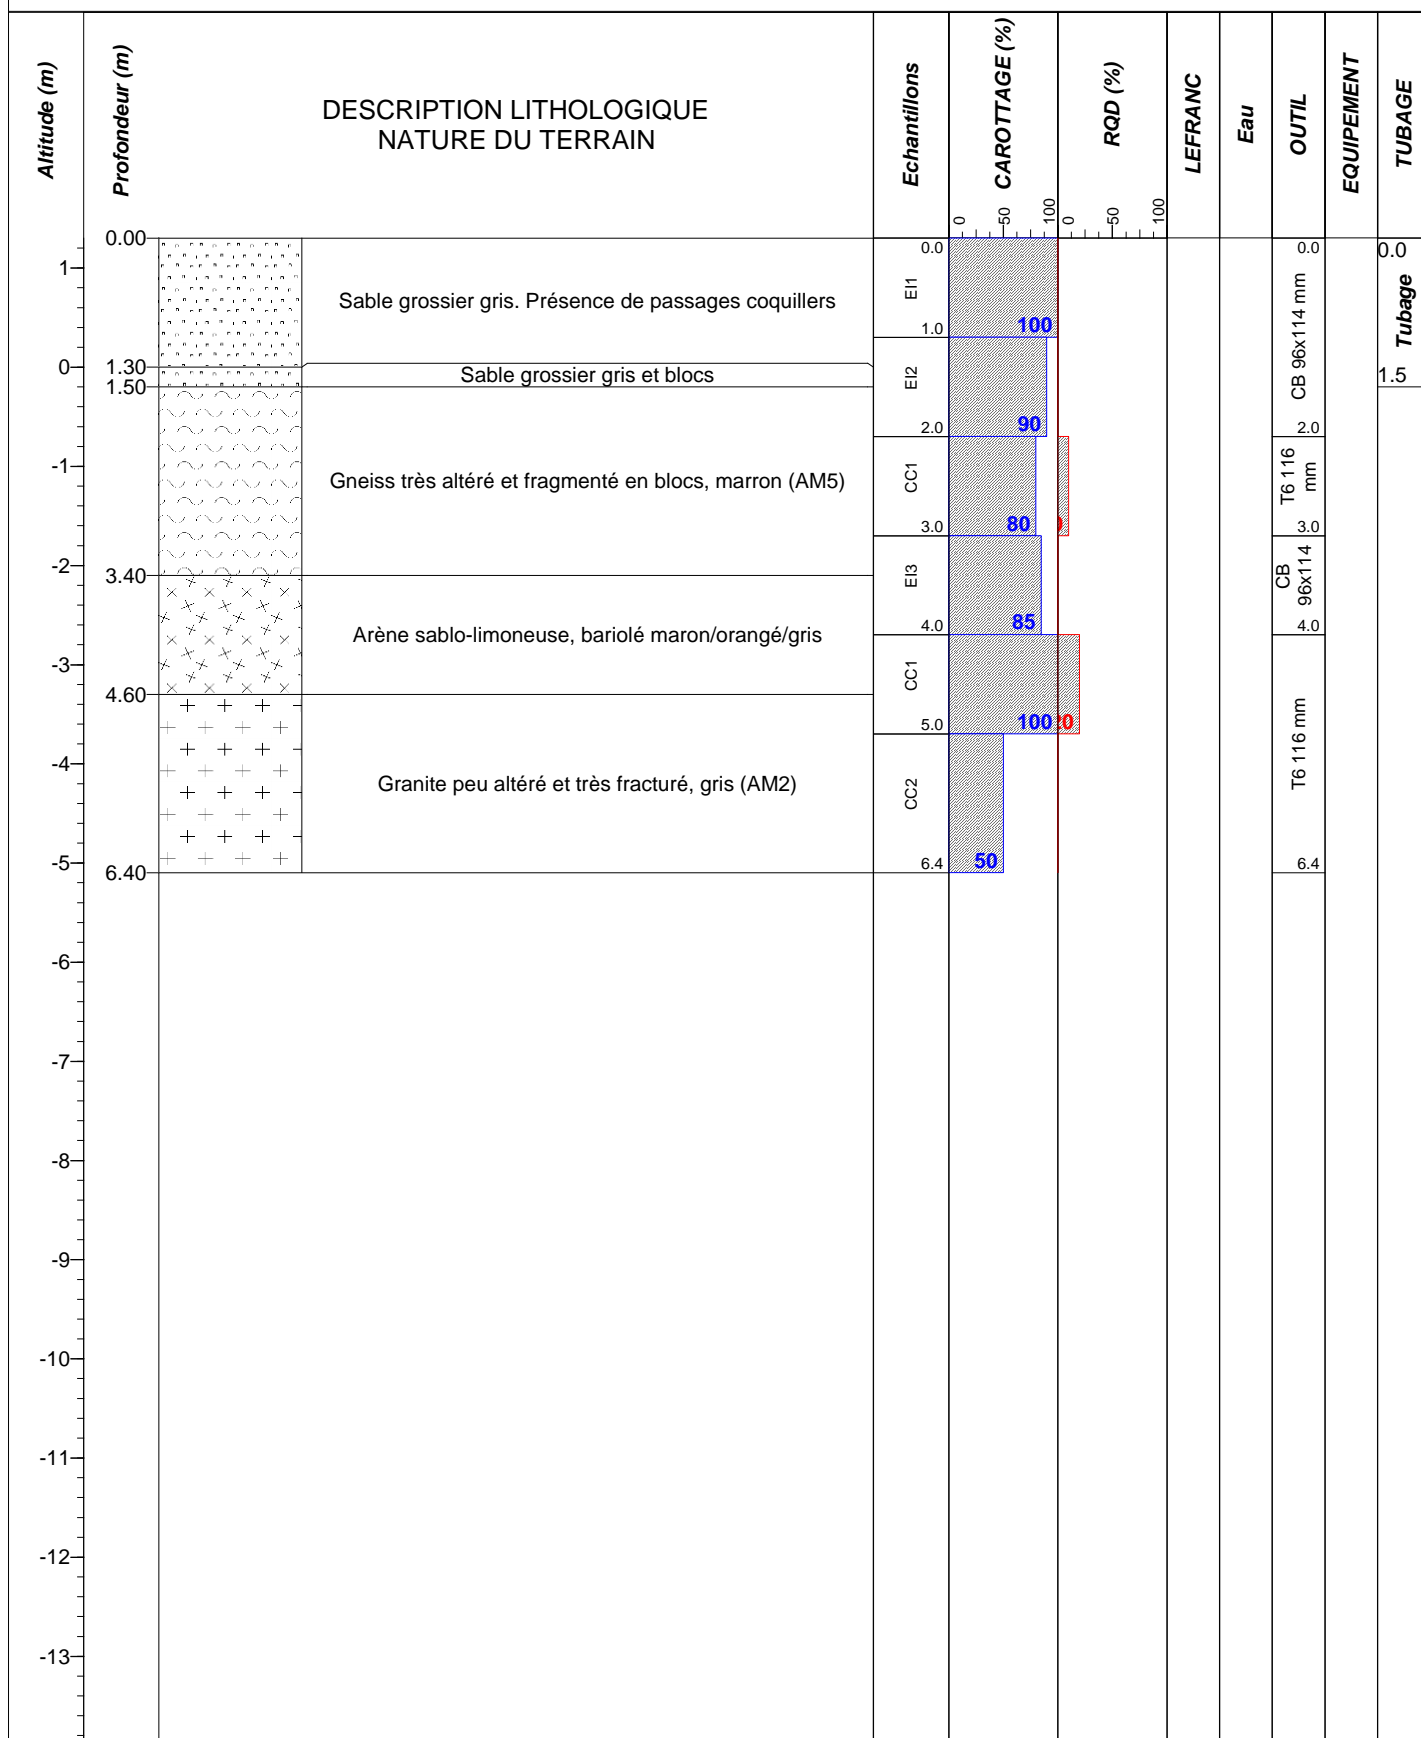 Altitude (m)
Profondeur (m)
DESCRIPTION LITHOLOGIQUE
NATURE DU TERRAIN
Echantillons
CAROTTAGE (%)
RQD (%)
LEFRANC
Eau
OUTIL
EQUIPEMENT
TUBAGE
0 50 100
0 50 100
0.00
1.30
1.50
3.40
4.60
6.40
1
0
-1
-2
-3
-4
-5
-6
-7
-8
-9
-10
-11
-12
-13
Sable grossier gris. Présence de passages coquillers
Sable grossier gris et blocs
Gneiss très altéré et fragmenté en blocs, marron (AM5)
Arène sablo-limoneuse, bariolé maron/orangé/gris
Granite peu altéré et très fracturé, gris (AM2)
0.0
EI1
1.0
EI2
2.0
CC1
3.0
EI3
4.0
CC1
5.0
CC2
6.4
100
90
80
85
100
50
20
0.0
CB 96x114 mm
2.0
T6 116
mm
3.0
CB
96x114
4.0
T6 116 mm
6.4
0.0
Tubage
1.5